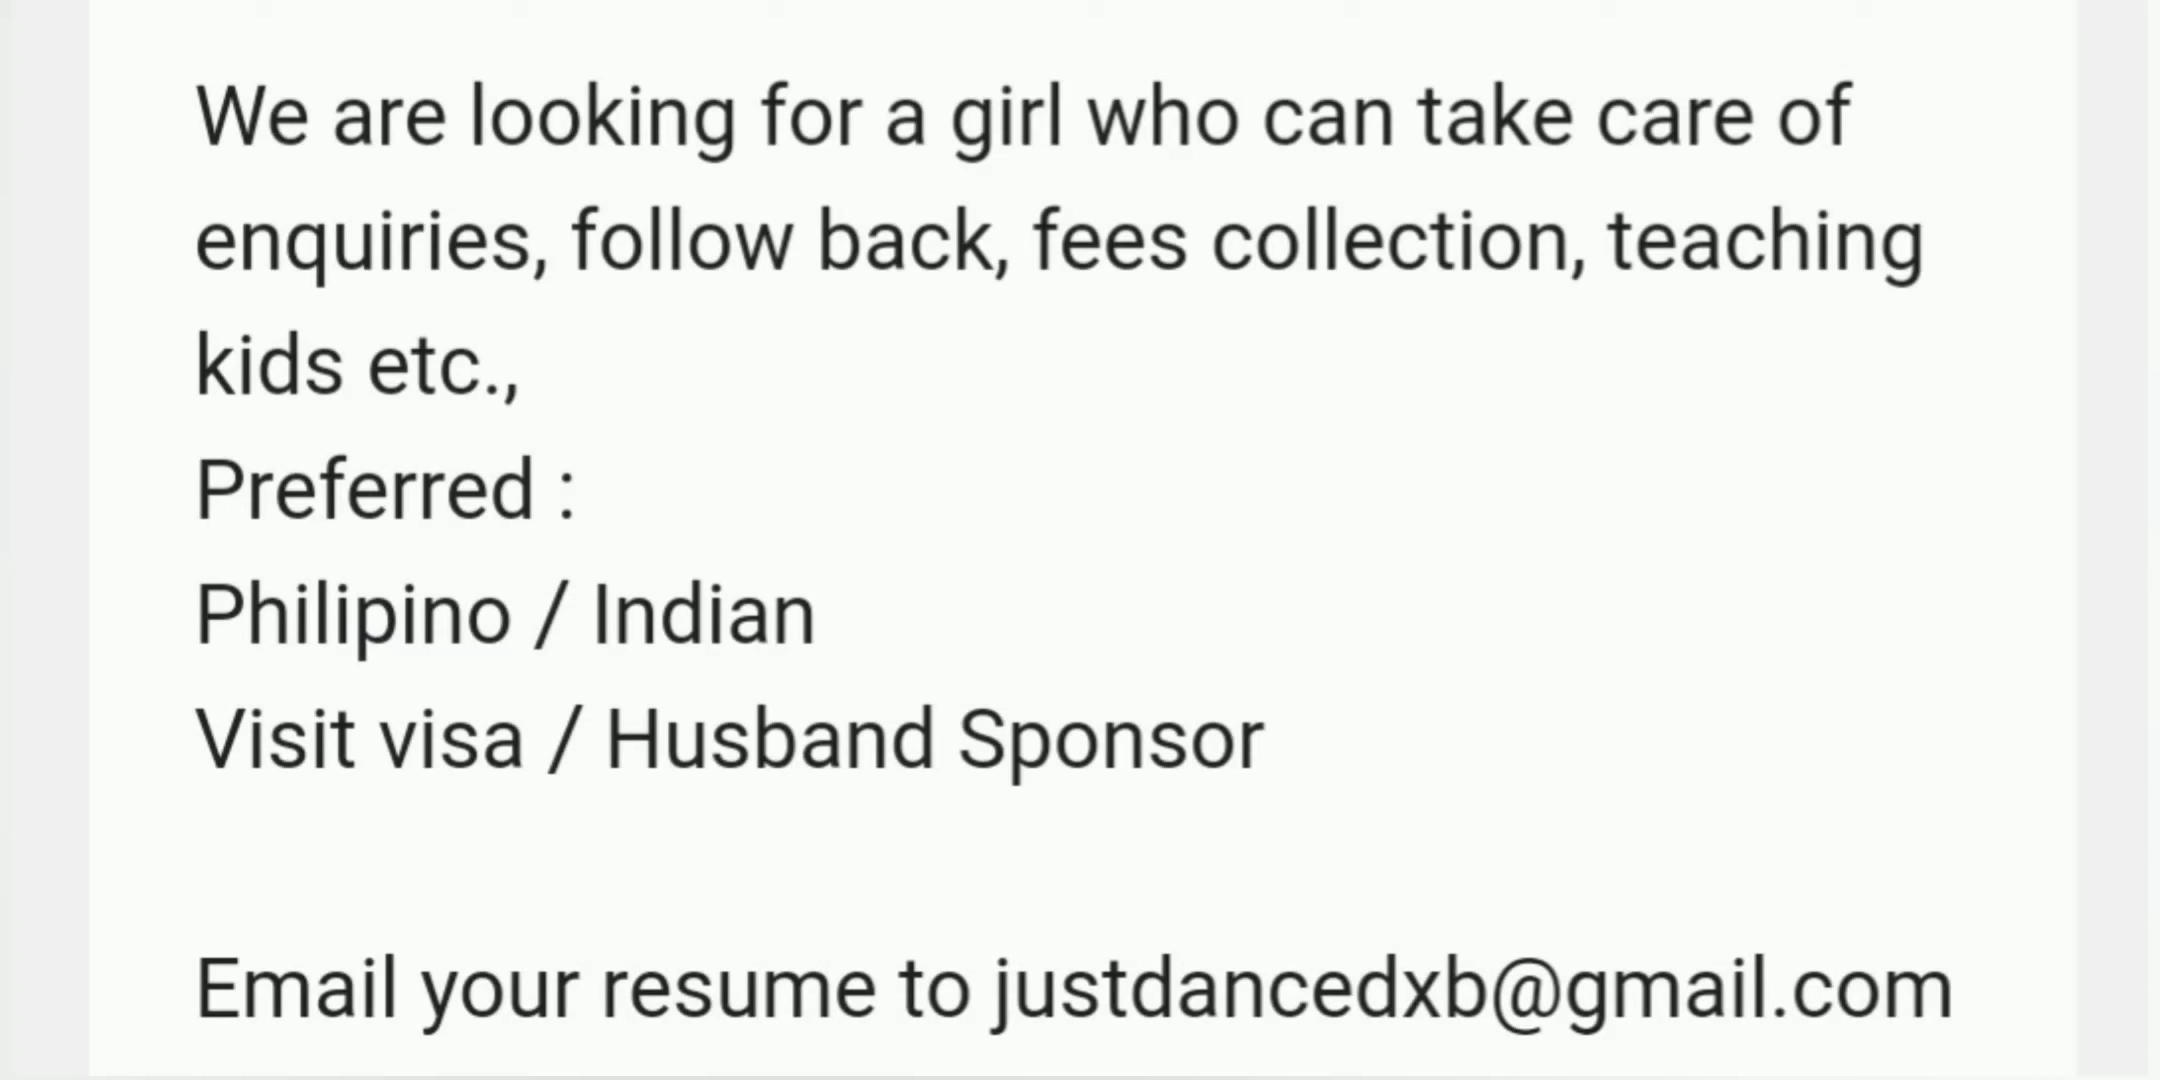 We are looking for a girl who can take care of
enquiries, follow back, fees collection, teaching
kids etc.,
Preferred :
Philipino / Indian
Visit visa / Husband Sponsor
Email your resume to justdancedxb@gmail.com